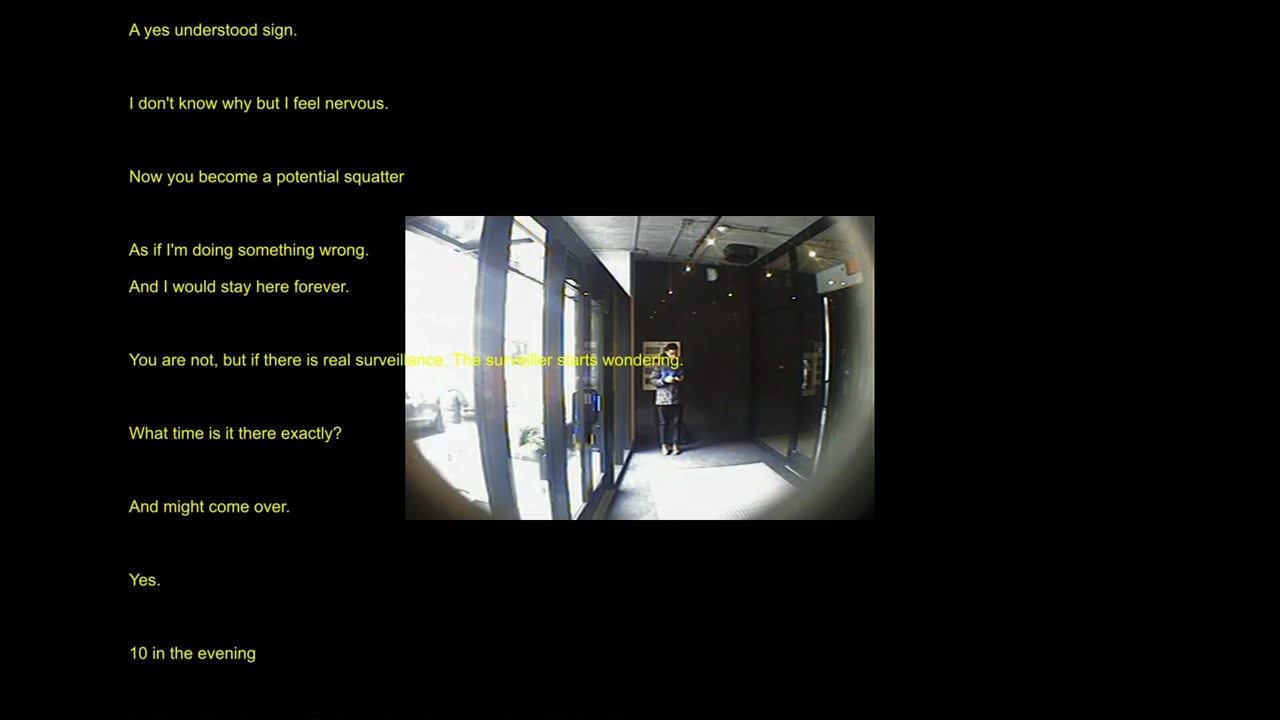 A yes understood sign.
I don't know why but I feel nervous.
Now you become a potential squatter
As if I'm doing something wrong.
And I would stay here forever.
You are not, but if there is real surveillance. The surveiller starts wondering.
What time is it there exactly?
And might come over.
Yes.
10 in the evening